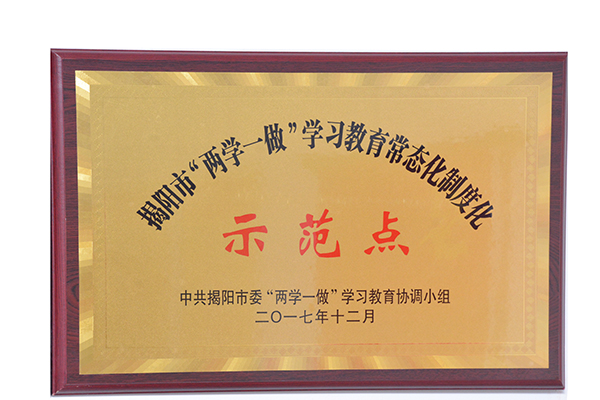 揭阳市“两学一做”学习教育常态化制度化
示范点
中共揭阳市委“两学一做”学习教育协调小组
二〇一七年十二月